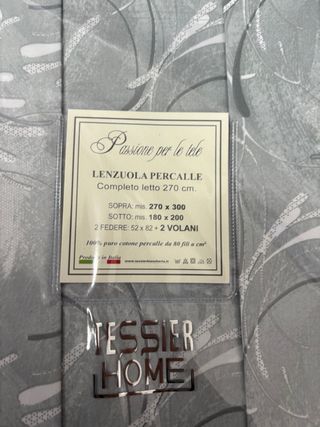 Passione per le tele
LENZUOLA PERCALLE
Completo letto 270 cm.
SOPRA: mis. 270 x 300
SOTTO: mis. 180 x 200
2 FEDERE: 52 x 82 + 2 VOLANI
100% puro cotone percalle da 80 fili u cm²
Prodotto in Italia
www.tessierbiancheria.it
TESSIER
HOME